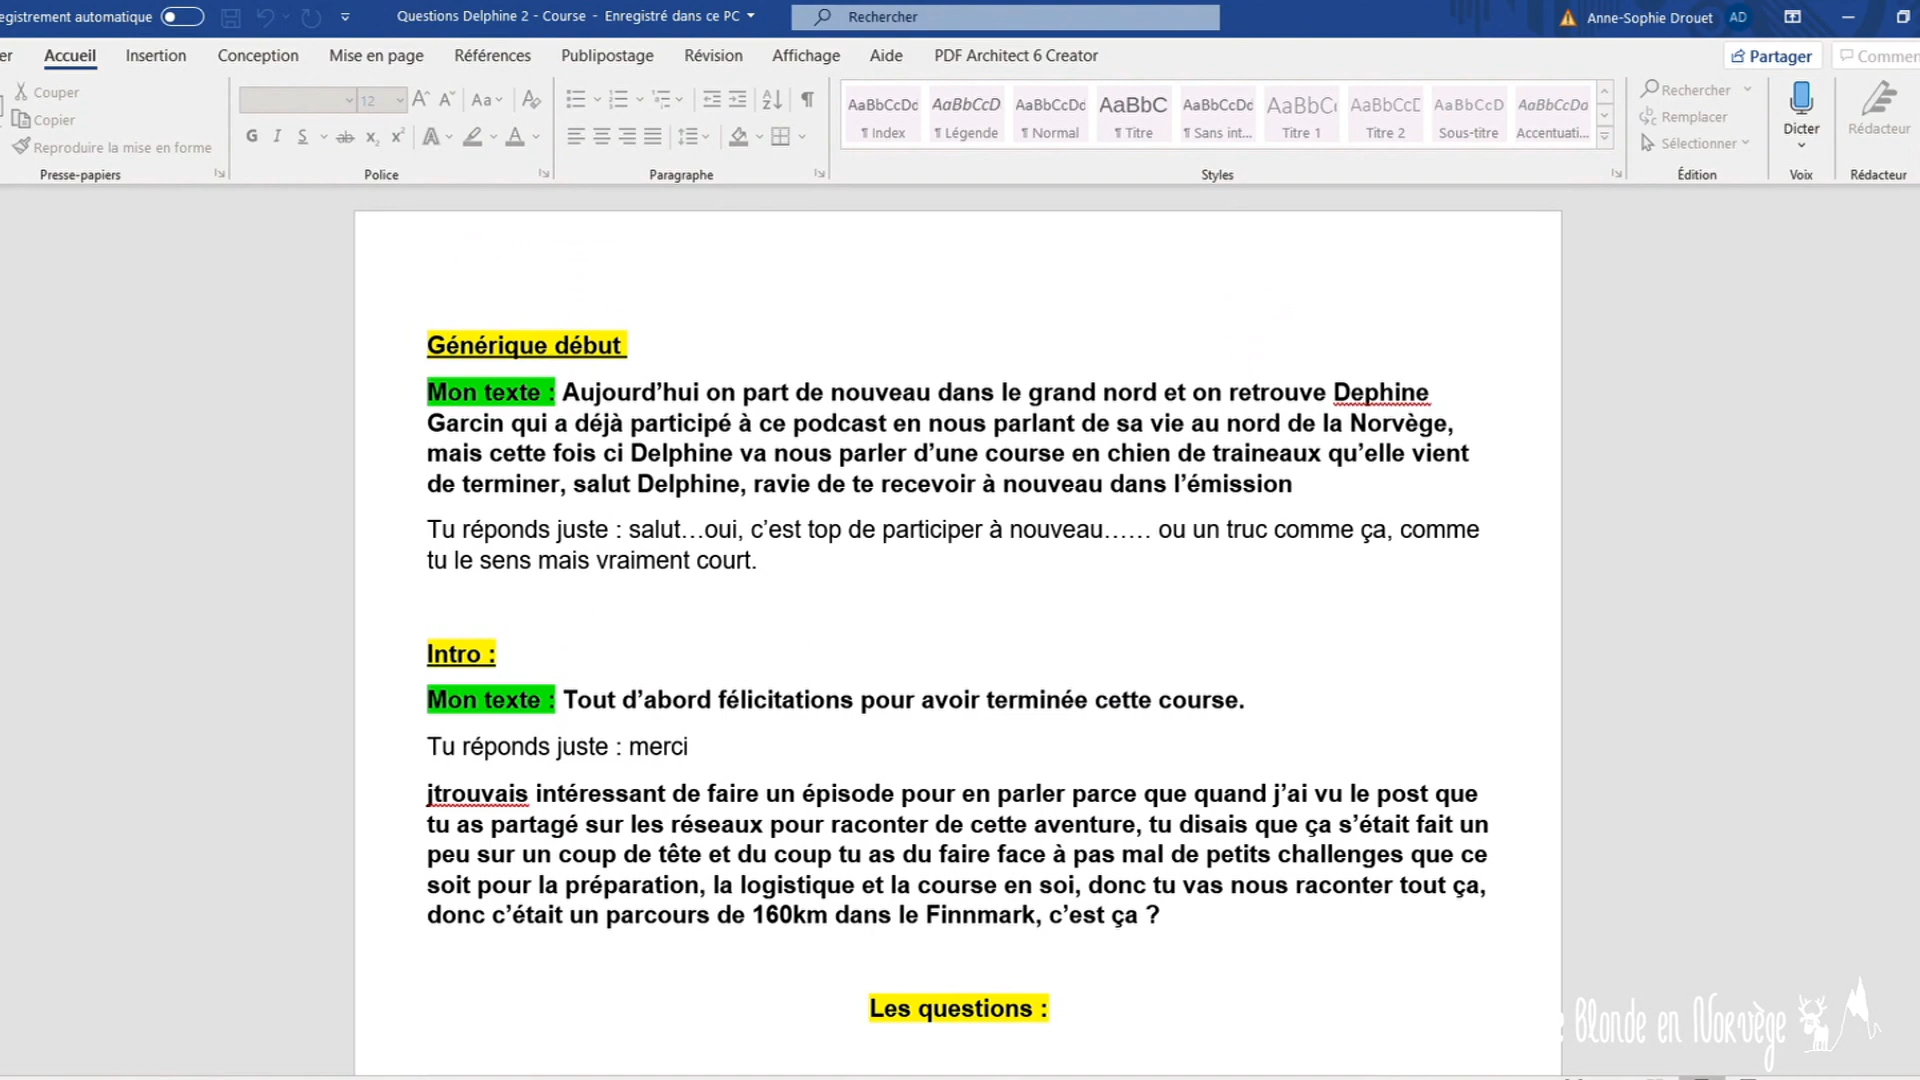 egistrement automatique
Questions Delphine 2 - Course - Enregistré dans ce PC
Rechercher
Anne-Sophie Drouet AD
er Accueil Insertion Conception Mise en page Références Publipostage Révision Affichage Aide PDF Architect 6 Creator Partager Commen
Couper
Copier
Reproduire la mise en forme
Presse-papiers
12
G I S ab
Police
Paragraphe
AaBbCcDc AaBbCcD AaBbCcDc AaBbC AaBbCcDc AaBbC AaBbCcD AaBbCcD AaBbCcDa
¶ Index ¶ Légende ¶ Normal ¶ Titre ¶ Sans int... Titre 1 Titre 2 Sous-titre Accentuati...
Styles
Rechercher
Remplacer
Sélectionner
Édition
Dicter
Voix
Rédacteur
Rédacteur
Générique début
Mon texte : Aujourd’hui on part de nouveau dans le grand nord et on retrouve Dephine
Garcin qui a déjà participé à ce podcast en nous parlant de sa vie au nord de la Norvège,
mais cette fois ci Delphine va nous parler d’une course en chien de traineaux qu’elle vient
de terminer, salut Delphine, ravie de te recevoir à nouveau dans l’émission
Tu réponds juste : salut…oui, c’est top de participer à nouveau…… ou un truc comme ça, comme
tu le sens mais vraiment court.
Intro :
Mon texte : Tout d’abord félicitations pour avoir terminée cette course.
Tu réponds juste : merci
jtrouvais intéressant de faire un épisode pour en parler parce que quand j’ai vu le post que
tu as partagé sur les réseaux pour raconter de cette aventure, tu disais que ça s’était fait un
peu sur un coup de tête et du coup tu as du faire face à pas mal de petits challenges que ce
soit pour la préparation, la logistique et la course en soi, donc tu vas nous raconter tout ça,
donc c’était un parcours de 160km dans le Finnmark, c’est ça ?
Les questions :
e Blonde en Norvège